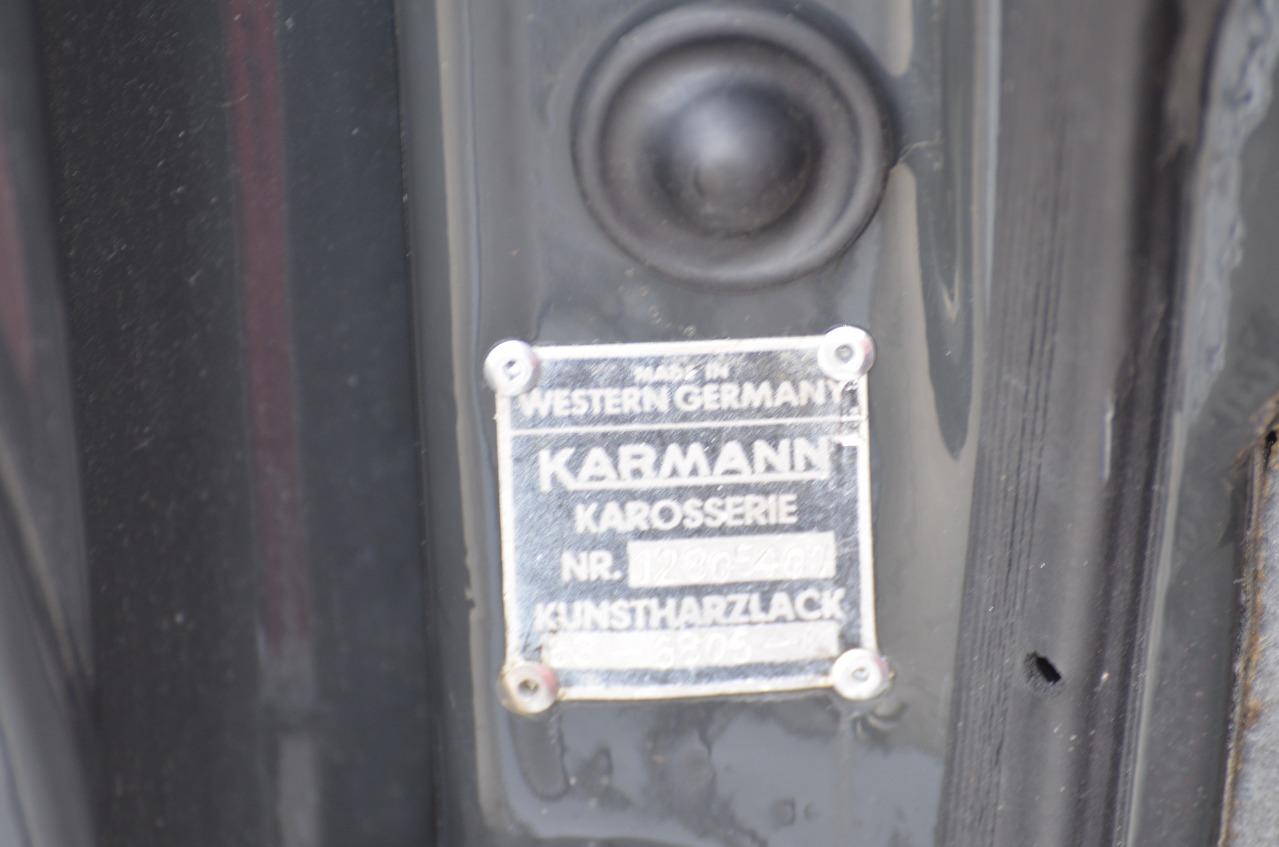 MADE IN
WESTERN GERMANY
KARMANN
KAROSSERIE
NR.
KUNSTHARZLACK